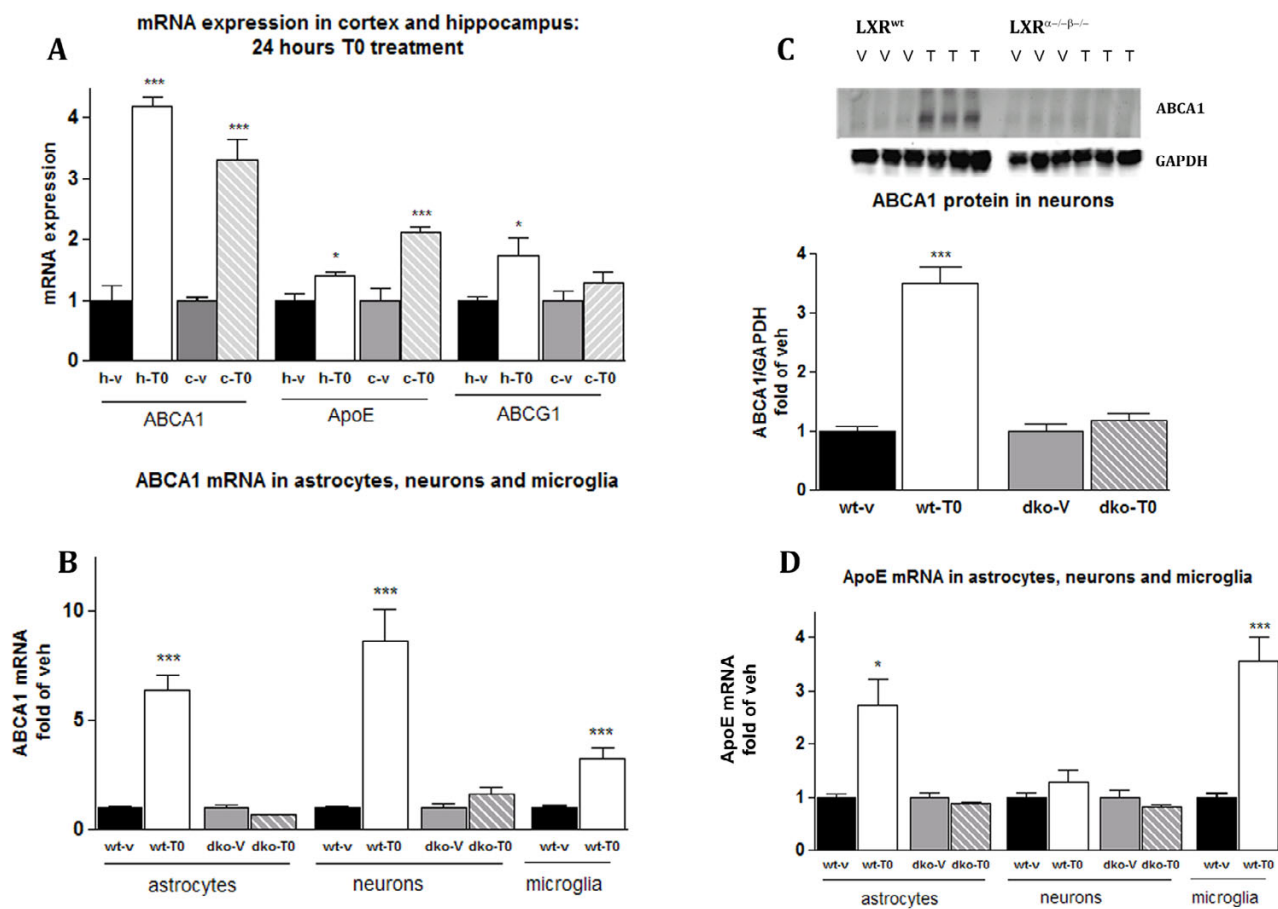 mRNA expression in cortex and hippocampus:
24 hours T0 treatment
A
mRNA expression
4
3
2
1
0
***
***
*
***
*
h-v h-T0 c-v c-T0 h-v h-T0 c-v c-T0 h-v h-T0 c-v c-T0
ABCA1 ApoE ABCG1
ABCA1 mRNA in astrocytes, neurons and microglia
B
ABCA1 mRNA
fold of veh
10
5
0
***
***
***
wt-v wt-T0 dko-V dko-T0 wt-v wt-T0 dko-V dko-T0 wt-v wt-T0
astrocytes neurons microglia
C
LXRwt LXRα−/−β−/−
V V V T T T V V V T T T
ABCA1
GAPDH
ABCA1 protein in neurons
ABCA1/GAPDH
fold of veh
4
3
2
1
0
***
wt-v wt-T0 dko-V dko-T0
D
ApoE mRNA in astrocytes, neurons and microglia
ApoE mRNA
fold of veh
4
3
2
1
0
*
***
wt-v wt-T0 dko-V dko-T0 wt-v wt-T0 dko-V dko-T0 wt-v wt-T0
astrocytes neurons microglia